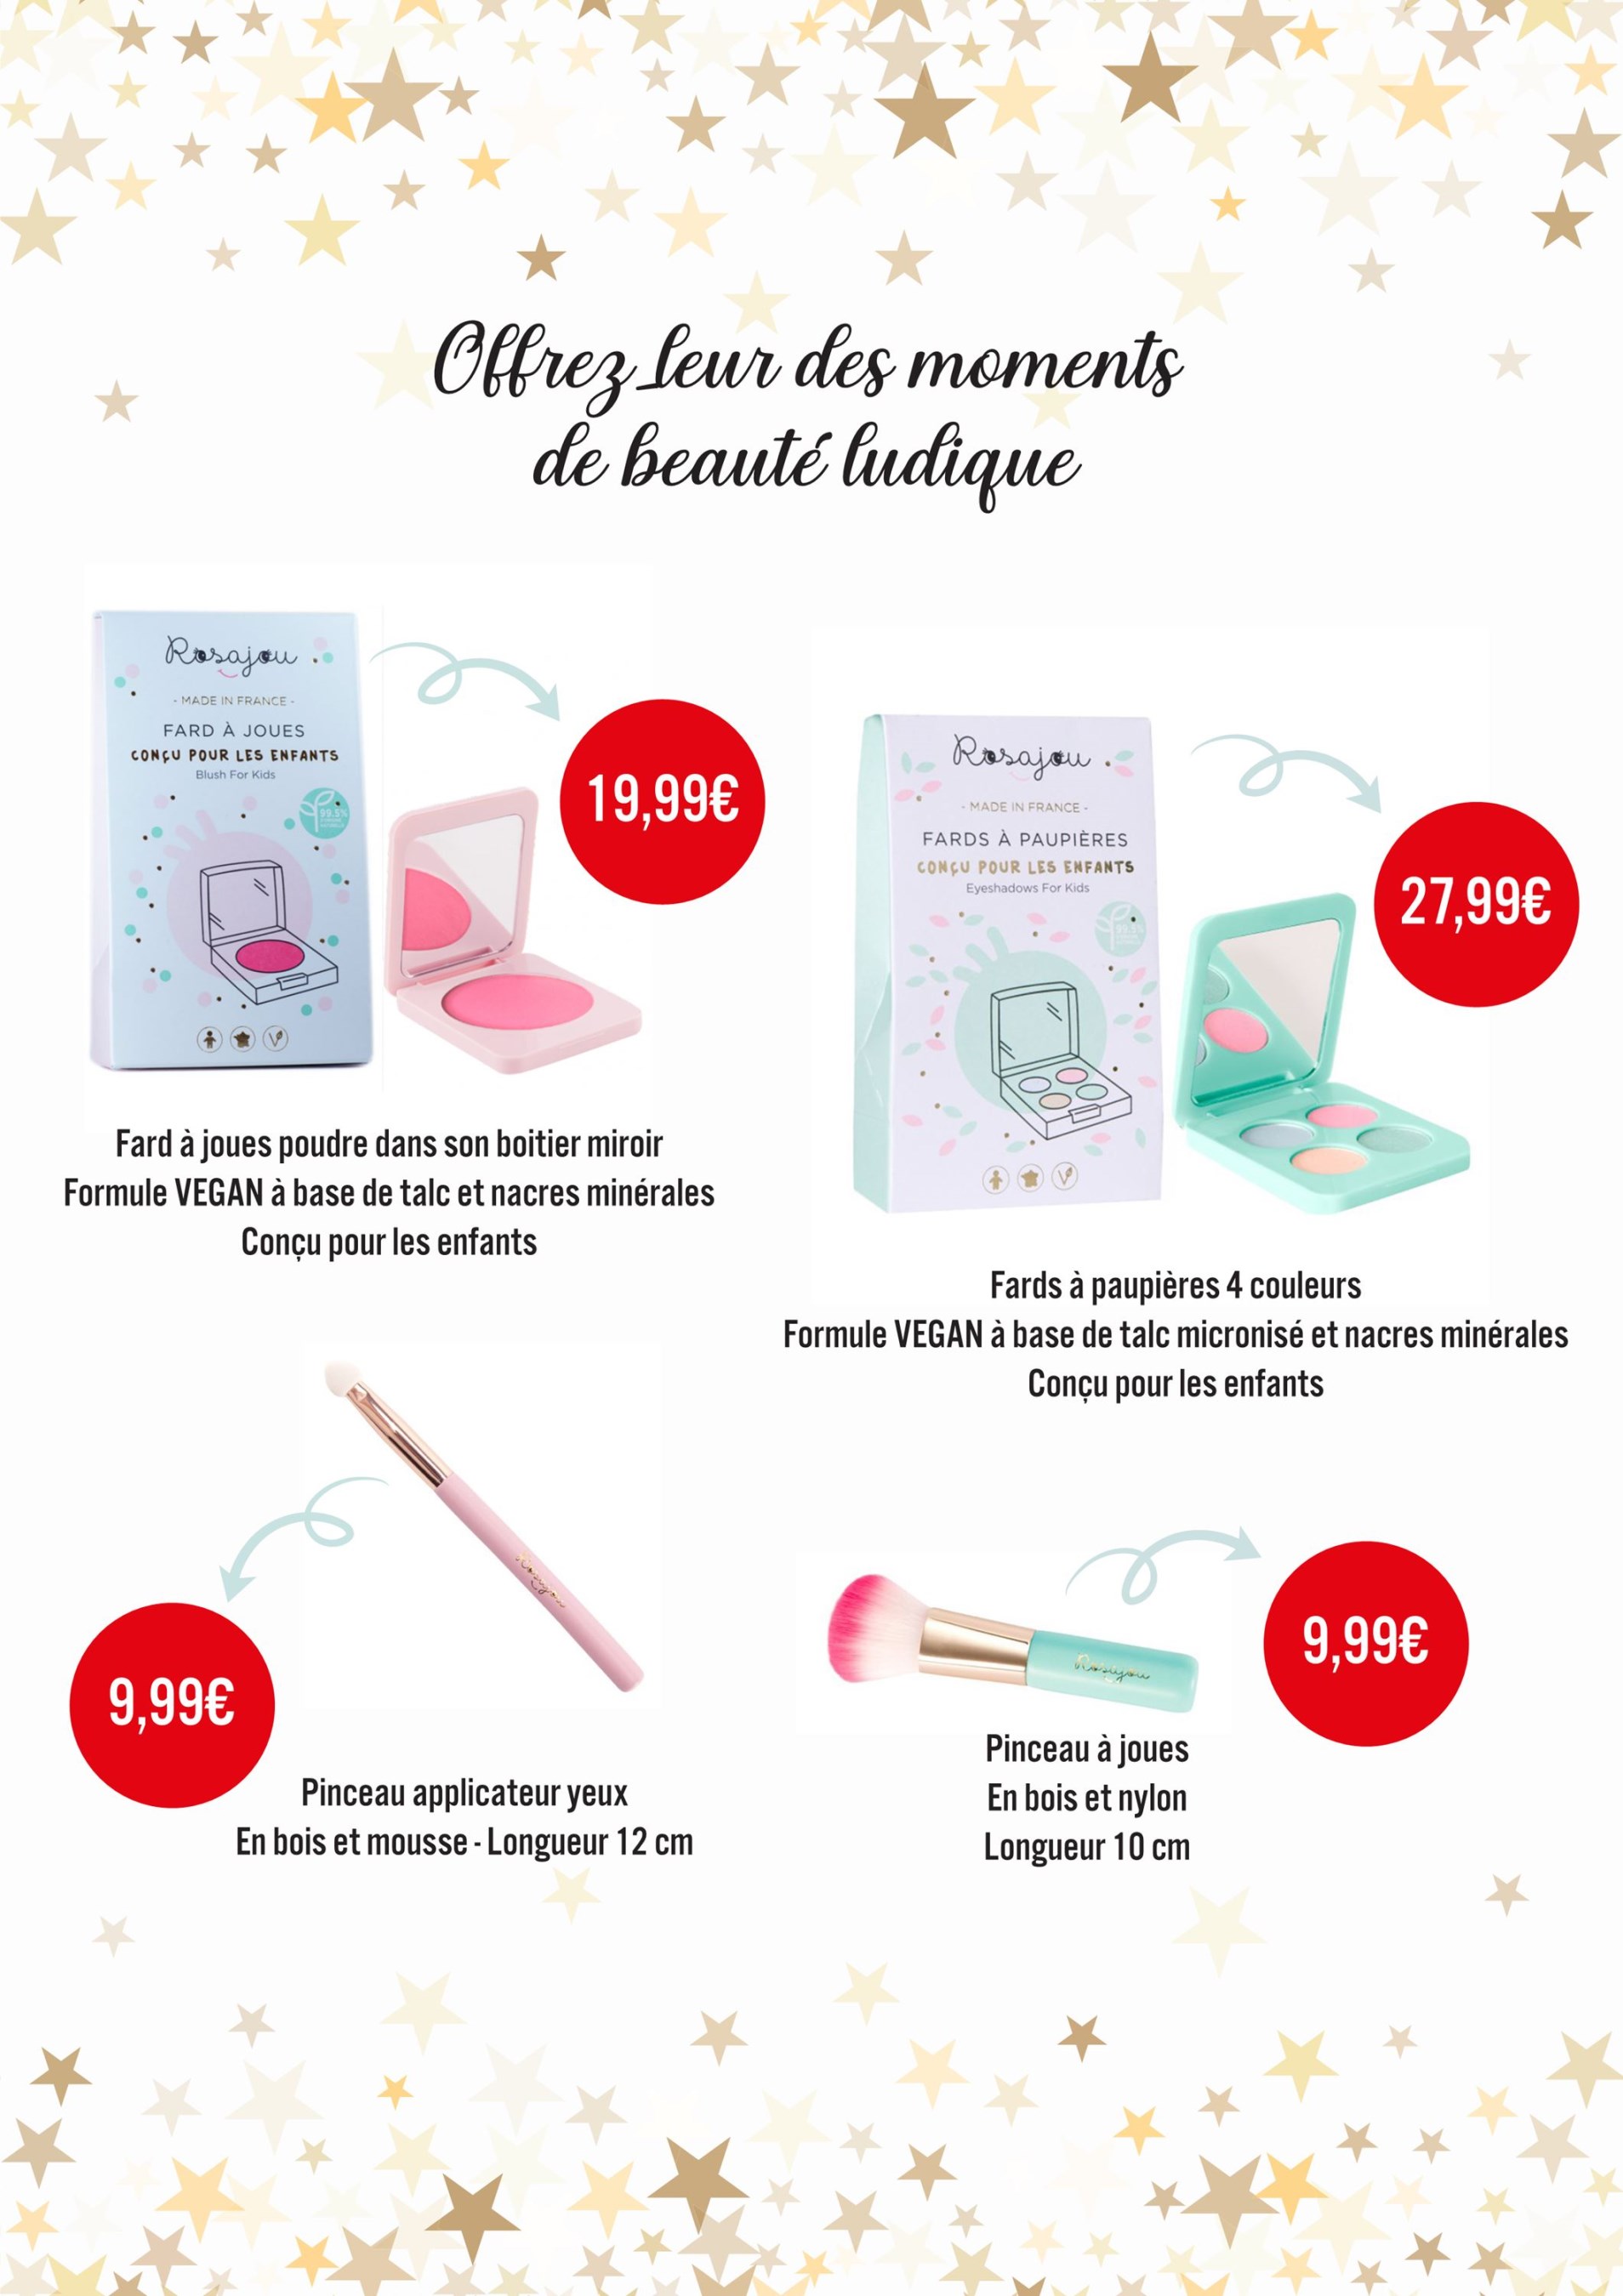 Offrez leur des moments
de beauté ludique
Rosajou
- MADE IN FRANCE -
FARD À JOUES
CONÇU POUR LES ENFANTS
Blush For Kids
99.5%
19,99€
Fard à joues poudre dans son boitier miroir
Formule VEGAN à base de talc et nacres minérales
Conçu pour les enfants
Rosajou
- MADE IN FRANCE -
FARDS À PAUPIÈRES
CONÇU POUR LES ENFANTS
Eyeshadows For Kids
27,99€
Fards à paupières 4 couleurs
Formule VEGAN à base de talc micronisé et nacres minérales
Conçu pour les enfants
Rosajou
9,99€
Pinceau applicateur yeux
En bois et mousse - Longueur 12 cm
Rosajou
9,99€
Pinceau à joues
En bois et nylon
Longueur 10 cm